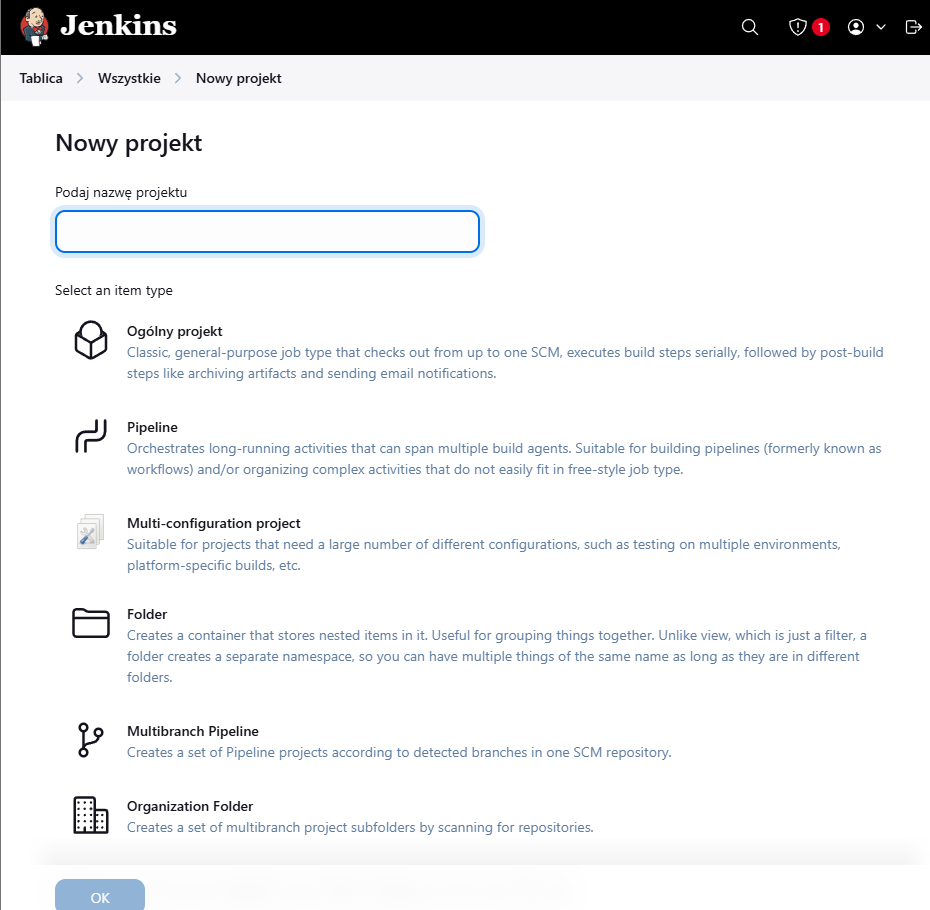 Jenkins
1
Tablica > Wszystkie > Nowy projekt
Nowy projekt
Podaj nazwę projektu
Select an item type
Ogólny projekt
Classic, general-purpose job type that checks out from up to one SCM, executes build steps serially, followed by post-build
steps like archiving artifacts and sending email notifications.
Pipeline
Orchestrates long-running activities that can span multiple build agents. Suitable for building pipelines (formerly known as
workflows) and/or organizing complex activities that do not easily fit in free-style job type.
Multi-configuration project
Suitable for projects that need a large number of different configurations, such as testing on multiple environments,
platform-specific builds, etc.
Folder
Creates a container that stores nested items in it. Useful for grouping things together. Unlike view, which is just a filter, a
folder creates a separate namespace, so you can have multiple things of the same name as long as they are in different
folders.
Multibranch Pipeline
Creates a set of Pipeline projects according to detected branches in one SCM repository.
Organization Folder
Creates a set of multibranch project subfolders by scanning for repositories.
OK